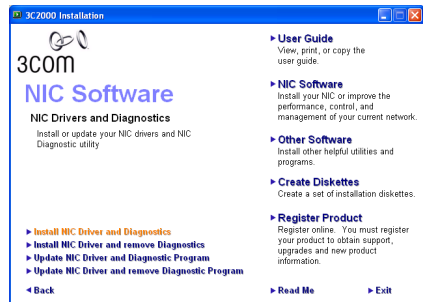 3C2000 Installation
3COM
NIC Software
NIC Drivers and Diagnostics
Install or update your NIC drivers and NIC
Diagnostic utility
Install NIC Driver and Diagnostics
Install NIC Driver and remove Diagnostics
Update NIC Driver and Diagnostic Program
Update NIC Driver and remove Diagnostic Program
Back
User Guide
View, print, or copy the
user guide.
NIC Software
Install your NIC or improve the
performance, control, and
management of your current network.
Other Software
Install other helpful utilities and
programs.
Create Diskettes
Create a set of installation diskettes.
Register Product
Register online. You must register
your product to obtain support,
upgrades and new product
information.
Read Me
Exit